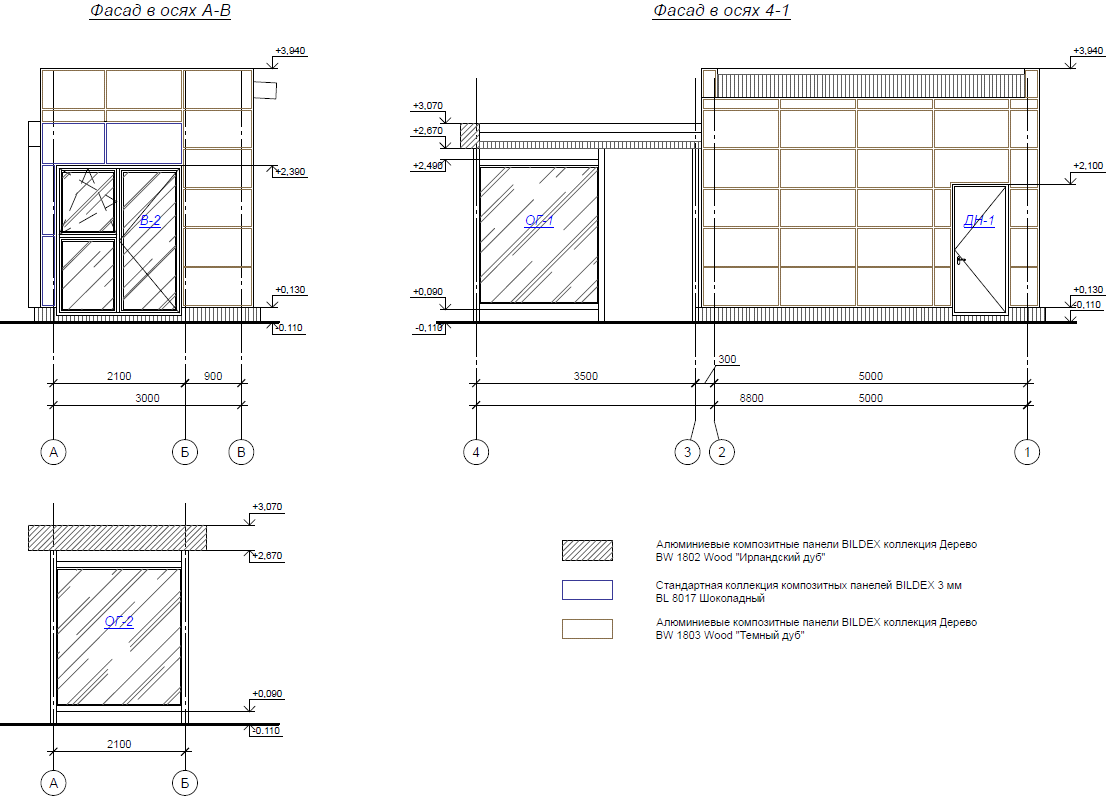 Фасад в осях А-В
Фасад в осях 4-1
+3,940
+2,390
+0,130
-0.110
В-2
2100
900
3000
А
Б
В
+3,070
+2,670
+2,490
+0,090
-0,110
ОГ-1
+3,940
+2,100
+0,130
-0,110
ДН-1
300
3500
5000
8800
5000
4
3
2
1
+3,070
+2,670
ОГ-2
+0,090
-0.110
2100
А
Б
Алюминиевые композитные панели BILDEX коллекция Дерево
BW 1802 Wood "Ирландский дуб"
Стандартная коллекция композитных панелей BILDEX 3 мм
BL 8017 Шоколадный
Алюминиевые композитные панели BILDEX коллекция Дерево
BW 1803 Wood "Темный дуб"